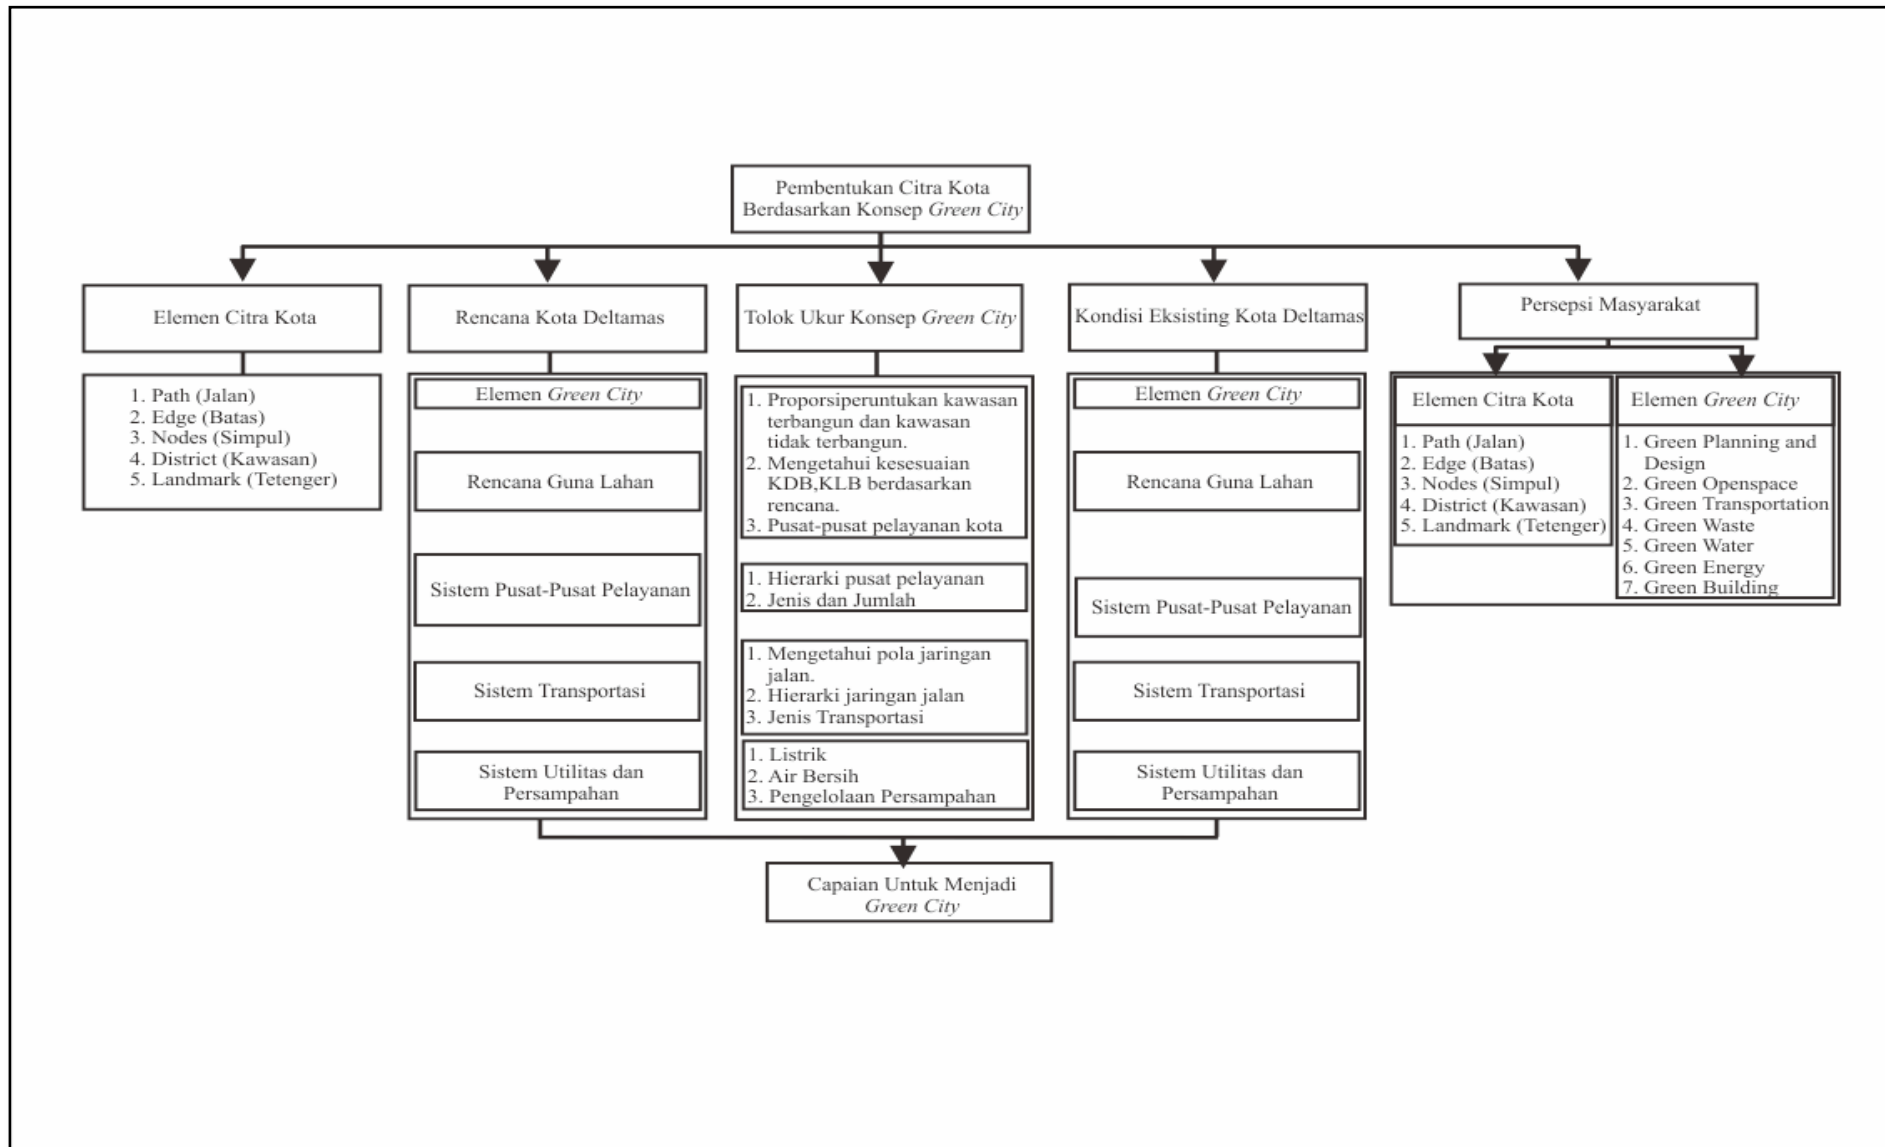 Pembentukan Citra Kota
Berdasarkan Konsep Green City
Elemen Citra Kota
1. Path (Jalan)
2. Edge (Batas)
3. Nodes (Simpul)
4. District (Kawasan)
5. Landmark (Tetenger)
Rencana Kota Deltamas
Elemen Green City
Rencana Guna Lahan
Sistem Pusat-Pusat Pelayanan
Sistem Transportasi
Sistem Utilitas dan
Persampahan
Tolok Ukur Konsep Green City
1. Proporsiperuntukan kawasan
terbangun dan kawasan
tidak terbangun.
2. Mengetahui kesesuaian
KDB,KLB berdasarkan
rencana.
3. Pusat-pusat pelayanan kota
1. Hierarki pusat pelayanan
2. Jenis dan Jumlah
1. Mengetahui pola jaringan
jalan.
2. Hierarki jaringan jalan
3. Jenis Transportasi
1. Listrik
2. Air Bersih
3. Pengelolaan Persampahan
Kondisi Eksisting Kota Deltamas
Elemen Green City
Rencana Guna Lahan
Sistem Pusat-Pusat Pelayanan
Sistem Transportasi
Sistem Utilitas dan
Persampahan
Persepsi Masyarakat
Elemen Citra Kota
1. Path (Jalan)
2. Edge (Batas)
3. Nodes (Simpul)
4. District (Kawasan)
5. Landmark (Tetenger)
Elemen Green City
1. Green Planning and
Design
2. Green Openspace
3. Green Transportation
4. Green Waste
5. Green Water
6. Green Energy
7. Green Building
Capaian Untuk Menjadi
Green City